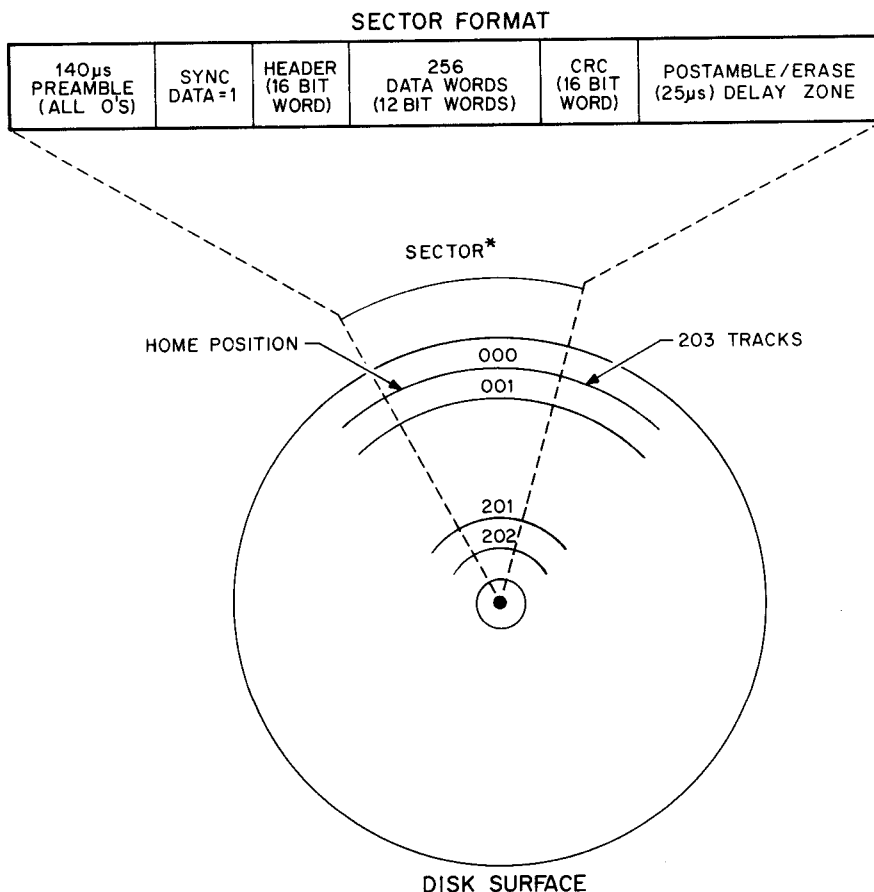 SECTOR FORMAT
140µs
PREAMBLE
(ALL O'S)
SYNC
DATA=1
HEADER
(16 BIT
WORD)
256
DATA WORDS
(12 BIT WORDS)
CRC
(16 BIT
WORD)
POSTAMBLE/ERASE
(25µs) DELAY ZONE
SECTOR*
HOME POSITION
203 TRACKS
000
001
201
202
DISK SURFACE